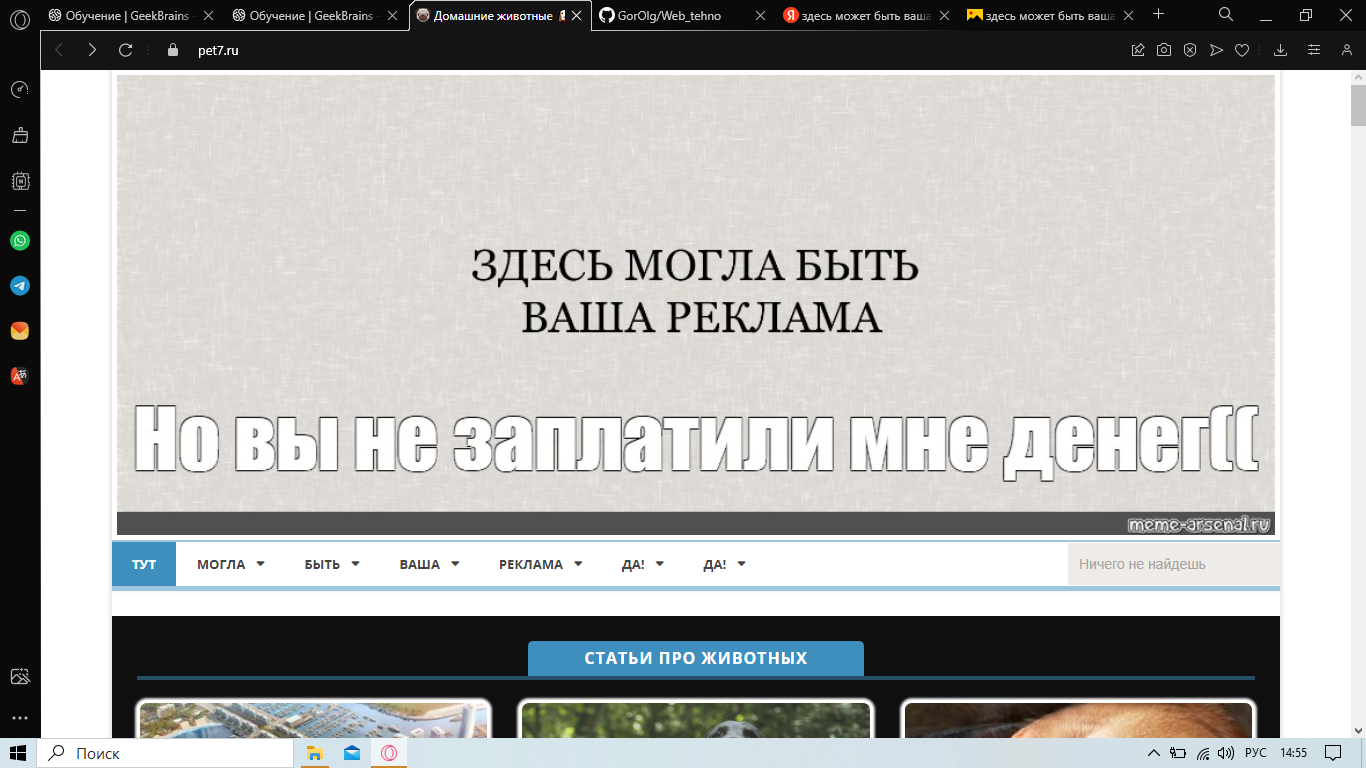 Обучение | GeekBrains
Обучение | GeekBrains
Домашние животные
GorOlg/Web_tehno
здесь может быть ваша
здесь может быть ваша
pet7.ru
ЗДЕСЬ МОГЛА БЫТЬ
ВАША РЕКЛАМА
Но вы не заплатили мне денег((
meme-arsenal.ru
ТУТ
МОГЛА
БЫТЬ
ВАША
РЕКЛАМА
ДА!
ДА!
Ничего не найдешь
СТАТЬИ ПРО ЖИВОТНЫХ
Поиск
РУС
14:55